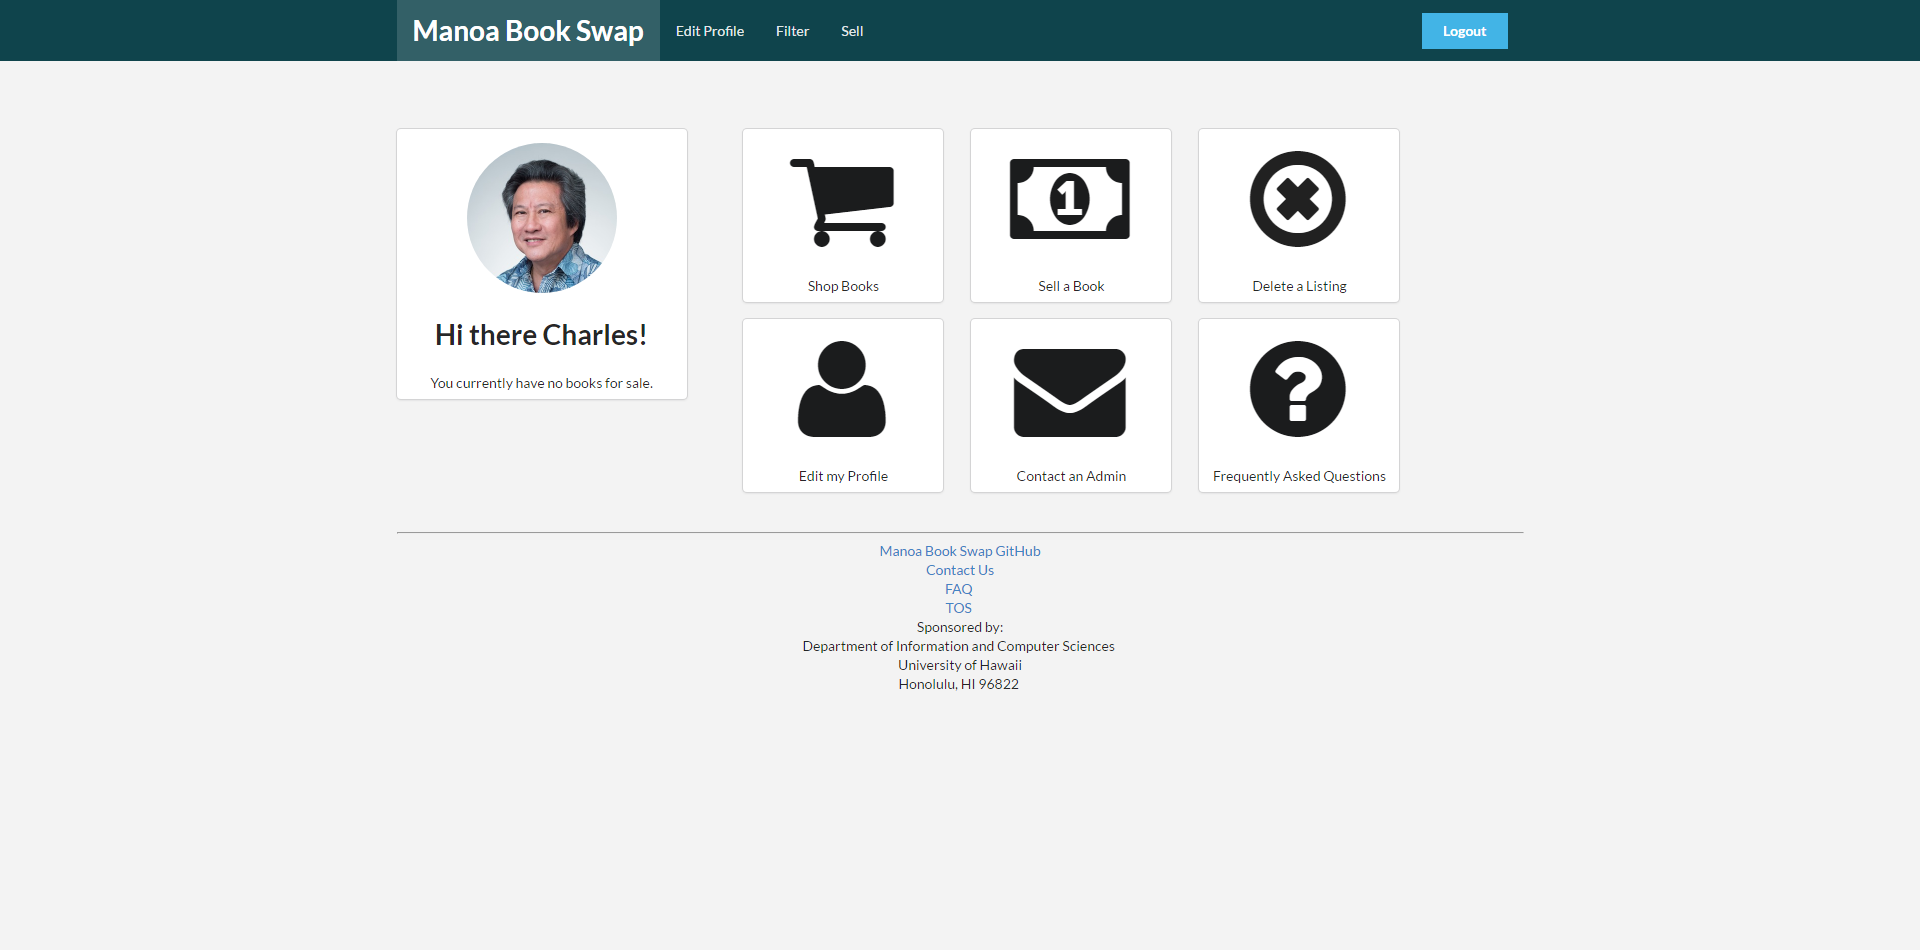 Manoa Book Swap
Edit Profile
Filter
Sell
Logout
Hi there Charles!
You currently have no books for sale.
1
Shop Books
Sell a Book
Delete a Listing
Edit my Profile
Contact an Admin
?
Frequently Asked Questions
Manoa Book Swap GitHub
Contact Us
FAQ
TOS
Sponsored by:
Department of Information and Computer Sciences
University of Hawaii
Honolulu, HI 96822